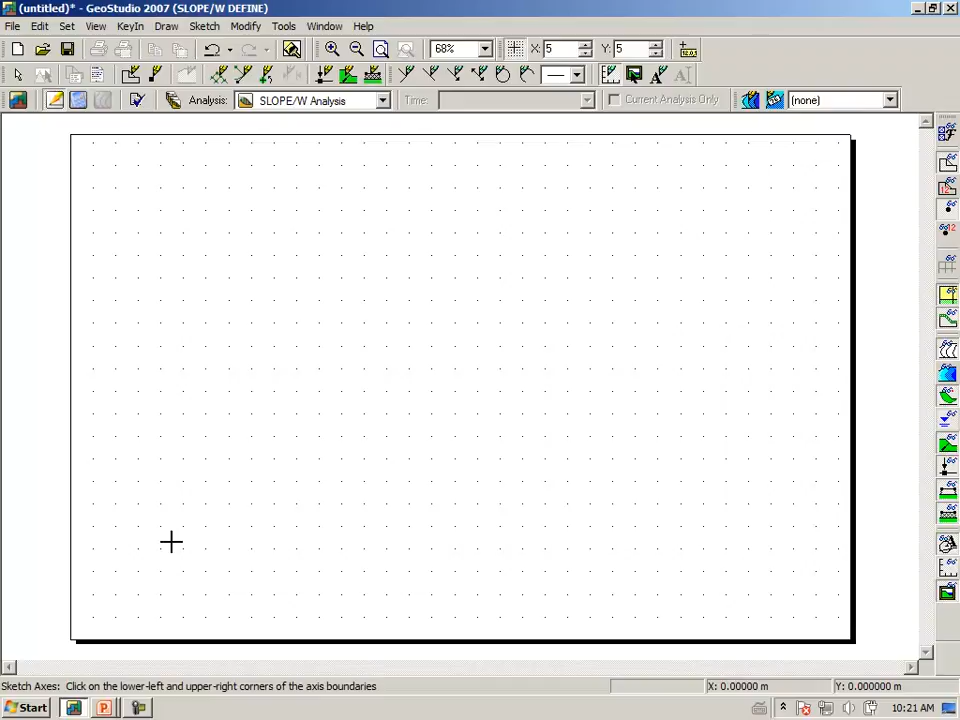 (untitled)* - GeoStudio 2007 (SLOPE/W DEFINE)
File Edit Set View KeyIn Draw Sketch Modify Tools Window Help
68% X: 5 Y: 5
Analysis: SLOPE/W Analysis Time: Current Analysis Only (none)
Sketch Axes: Click on the lower-left and upper-right corners of the axis boundaries X: 0.00000 m Y: 0.000000 m
Start 10:21 AM